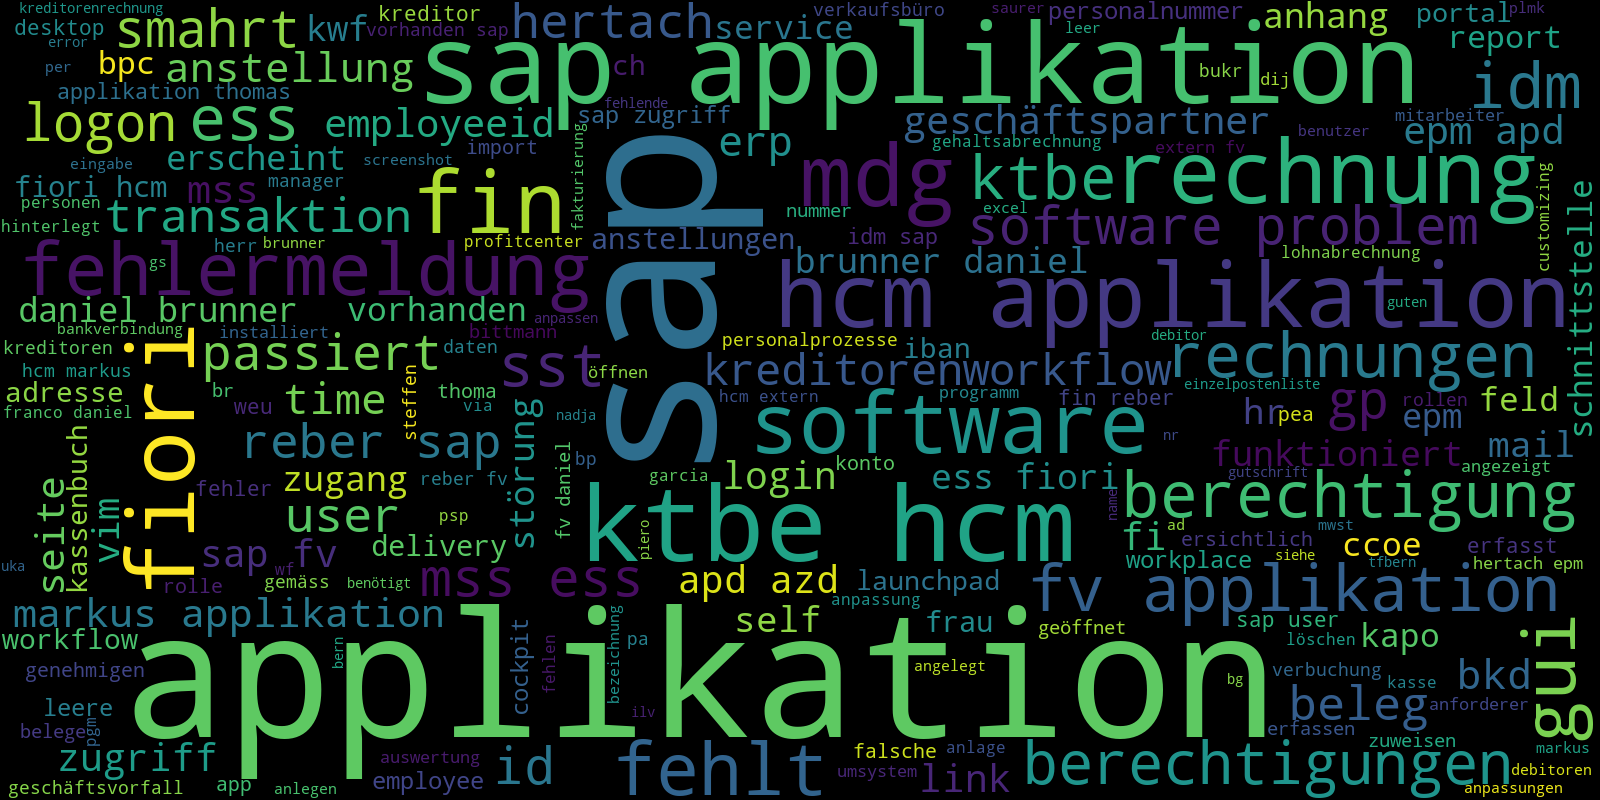 kreditorenrechnung
desktop
error
smahrt
kwf
kreditor
vorhanden sap
hertach
service
verkaufsbüro
saurer
personalnummer
leer
anhang
portal
plmk
report
per
bpc
anstellung
sap applikation
ch
bukr
dij
idm
applikation thomas
fehlende
sap zugriff
logon
ess
employeeid
erp
geschäftspartner
mitarbeiter
epm apd
benutzer
gehaltsabrechnung
extern fv
eingabe
erscheint
screenshot
import
fakturierung
sap
mdg
ktbe
rechnung
customizing
schnittstelle
fiori hcm
mss
manager
fin
personen
hinterlegt
transaktion
nummer
excel
software problem
herr
brunner
profitcenter
anstellungen
idm sap
lohnabrechnung
fehlermeldung
gs
brunner daniel
hcm applikation
guten
daniel brunner
vorhanden
anpassen
bankverbindung
installiert
bittmann
kreditoren
fiori
passiert
daten
personalprozesse
iban
debitor
rechnungen
hcm markus
sst
öffnen
kreditorenworkflow
einzelpostenliste
adresse
br
time
steffen
thoma
hcm extern
programm
fin reber
hr
pea
gp
rollen
feld
franco daniel
weu
via
störung
nadja
software
nr
epm
reber sap
fv daniel
bp
funktioniert
mail
kassenbuch
seite
vim
fehler
zugang
reber fv
garcia
login
konto
ess fiori
gutschrift
angezeigt
user
psp
piero
ktbe hcm
name
berechtigung
sap fv
delivery
fi
ad
ersichtlich
mwst
ccoe
erfasst
uka
wf
rolle
gemäss
benötigt
mss ess
apd azd
launchpad
workplace
siehe
tfbern
hertach epm
anpassung
fv applikation
markus applikation
bezeichnung
self
frau
geöffnet
sap user
gui
workflow
bern
cockpit
fehlen
pa
löschen
kapo
genehmigen
applikation
angelegt
bg
verbuchung
kasse
bkd
leere
ilv
beleg
anforderer
belege
pgm
erfassen
zuweisen
markus
zugriff
auswertung
id
fehlt
falsche
anlage
umsystem
link
berechtigungen
debitoren
geschäftsvorfall
app
anlegen
employee
anpassungen